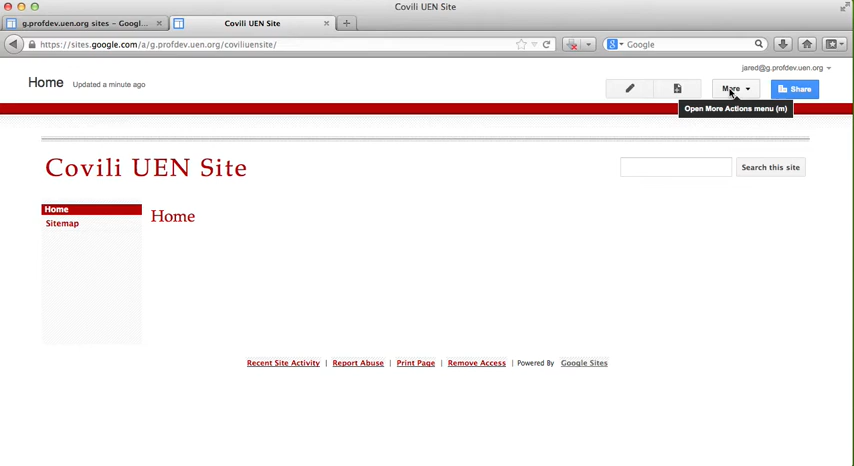 Covili UEN Site
g.profdev.uen.org sites – Googl...
Covili UEN Site
https://sites.google.com/a/g.profdev.uen.org/coviliuensite/
Google
jared@g.profdev.uen.org
Home Updated a minute ago
More
Share
Open More Actions menu (m)
Covili UEN Site
Search this site
Home
Sitemap
Home
Recent Site Activity | Report Abuse | Print Page | Remove Access | Powered By Google Sites